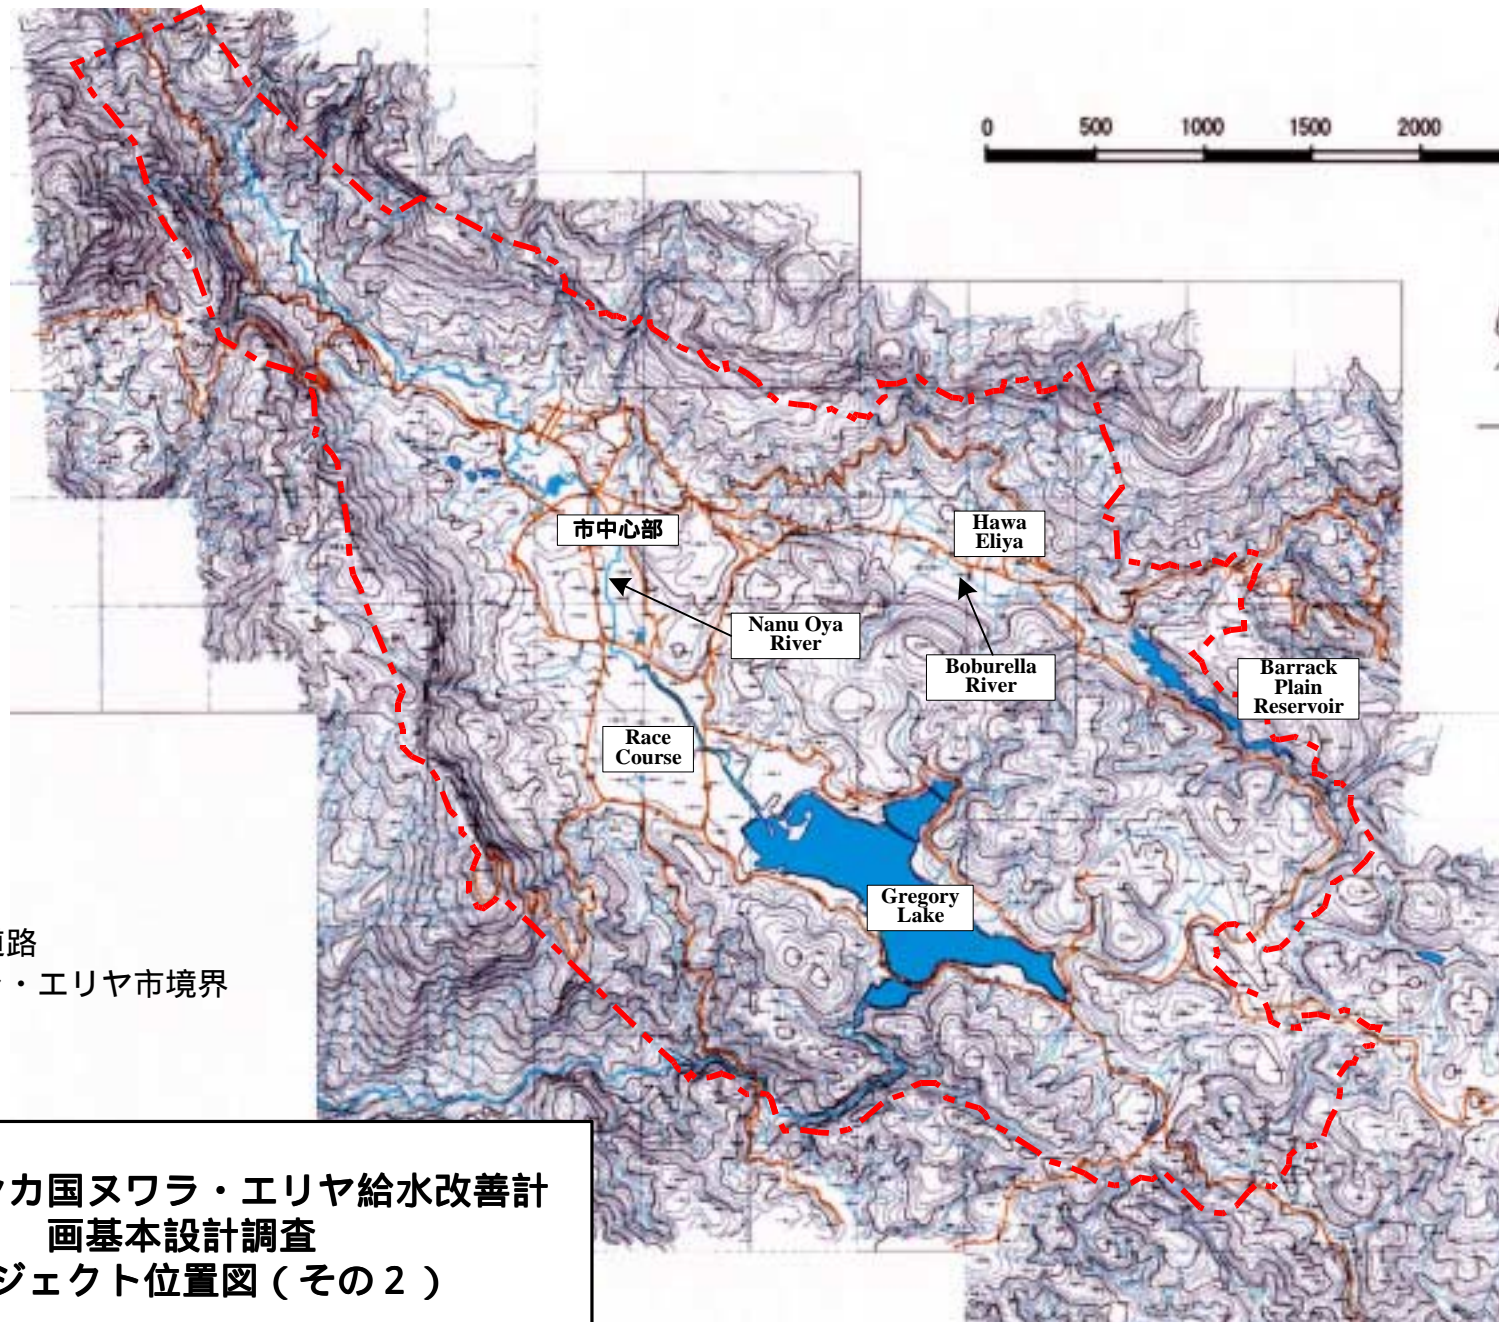 0 500 1000 1500 2000
市中心部
Hawa
Eliya
Nanu Oya
River
Boburella
River
Barrack
Plain
Reservoir
Race
Course
Gregory
Lake
道路
・エリヤ市境界
カ国ヌワラ・エリヤ給水改善計
画基本設計調査
ジェクト位置図(その2)